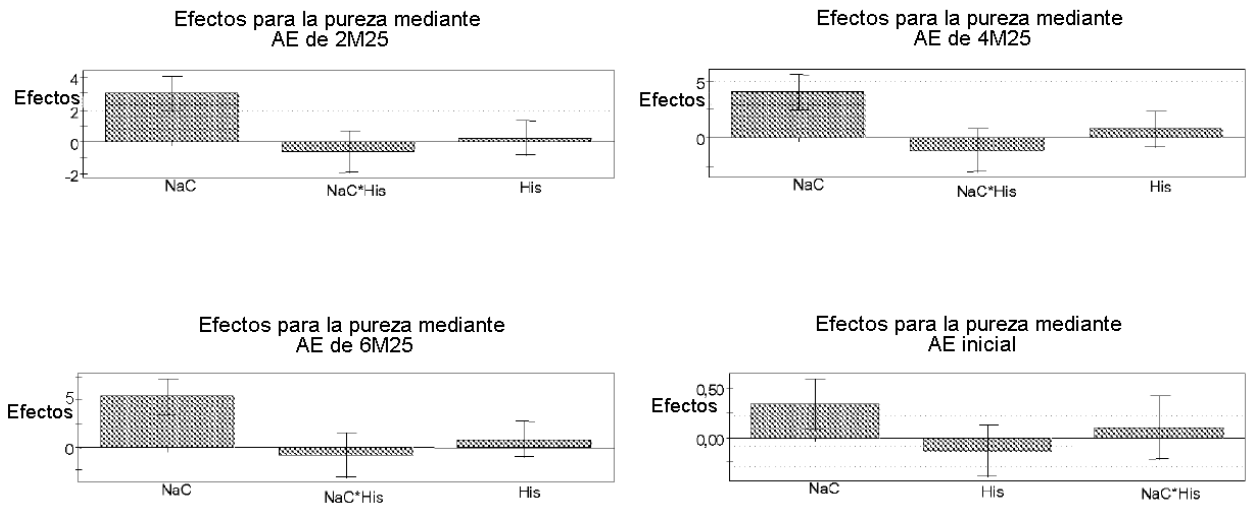 Efectos para la pureza mediante
AE de 2M25
4
Efectos
2
0
-2
NaC
NaC*His
His
Efectos para la pureza mediante
AE de 4M25
5
Efectos
0
NaC
NaC*His
His
Efectos para la pureza mediante
AE de 6M25
5
Efectos
0
NaC
NaC*His
His
Efectos para la pureza mediante
AE inicial
0,50
Efectos
0,00
NaC
His
NaC*His